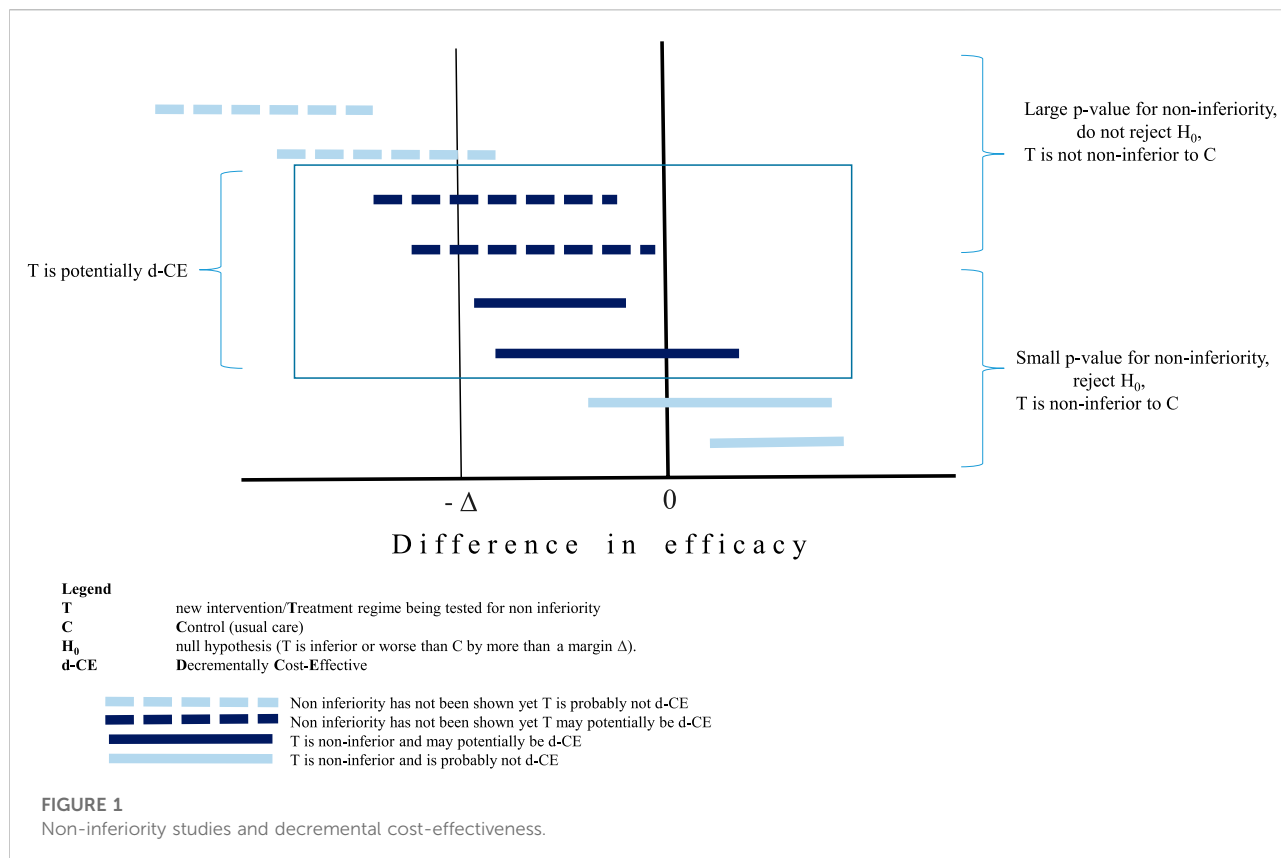 Large p-value for non-inferiority,
do not reject H₀,
T is not non-inferior to C
T is potentially d-CE
Small p-value for non-inferiority,
reject H₀,
T is non-inferior to C
- Δ
0
Difference in efficacy
Legend
T new intervention/Treatment regime being tested for non inferiority
C Control (usual care)
H₀ null hypothesis (T is inferior or worse than C by more than a margin Δ).
d-CE Decrementally Cost-Effective
Non inferiority has not been shown yet T is probably not d-CE
Non inferiority has not been shown yet T may potentially be d-CE
T is non-inferior and may potentially be d-CE
T is non-inferior and is probably not d-CE
FIGURE 1
Non-inferiority studies and decremental cost-effectiveness.